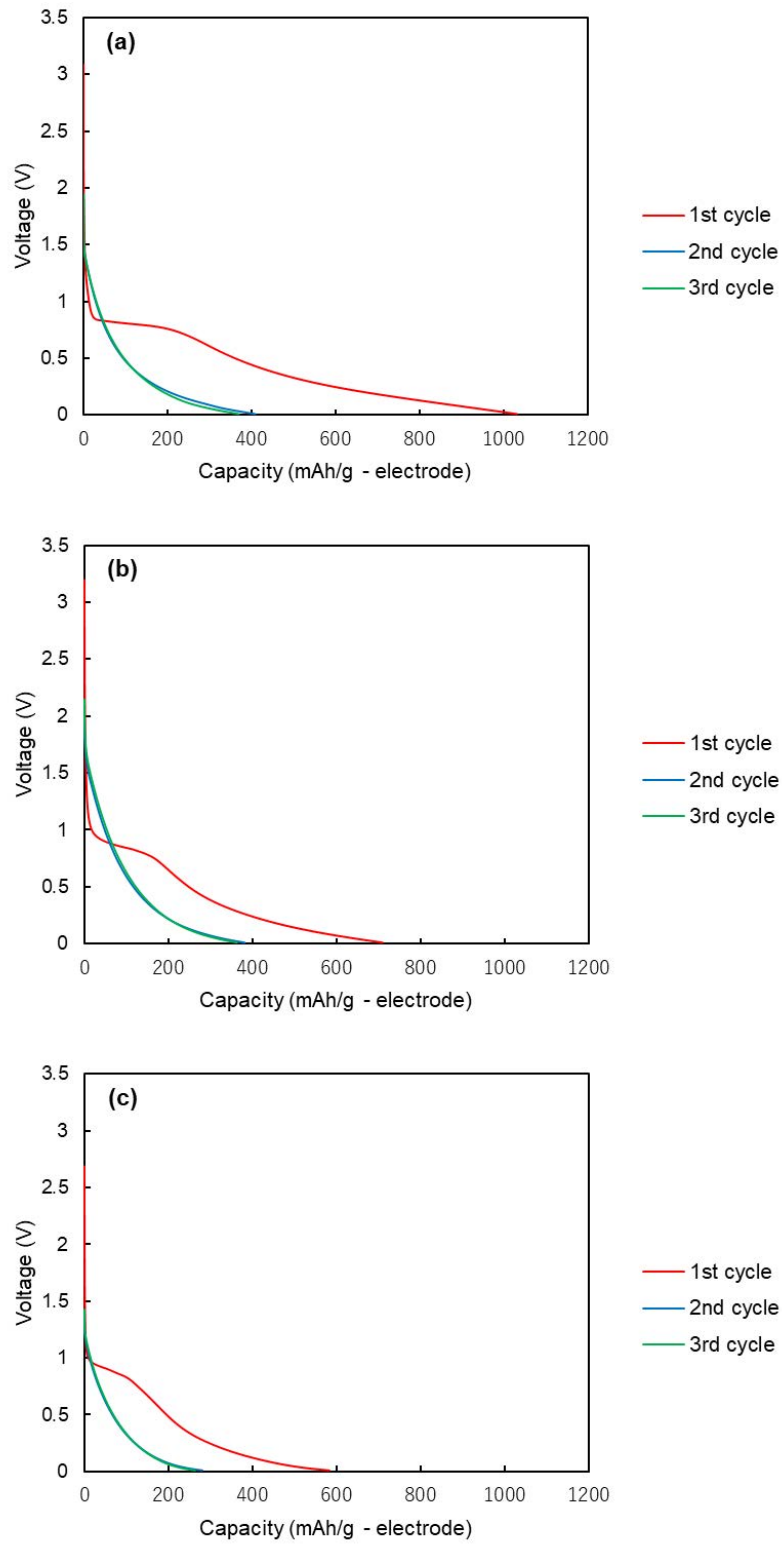 (a)
3.5
3
2.5
2
1.5
1
0.5
0
Voltage (V)
0 200 400 600 800 1000 1200
Capacity (mAh/g - electrode)
1st cycle
2nd cycle
3rd cycle
(b)
3.5
3
2.5
2
1.5
1
0.5
0
Voltage (V)
0 200 400 600 800 1000 1200
Capacity (mAh/g - electrode)
1st cycle
2nd cycle
3rd cycle
(c)
3.5
3
2.5
2
1.5
1
0.5
0
Voltage (V)
0 200 400 600 800 1000 1200
Capacity (mAh/g - electrode)
1st cycle
2nd cycle
3rd cycle